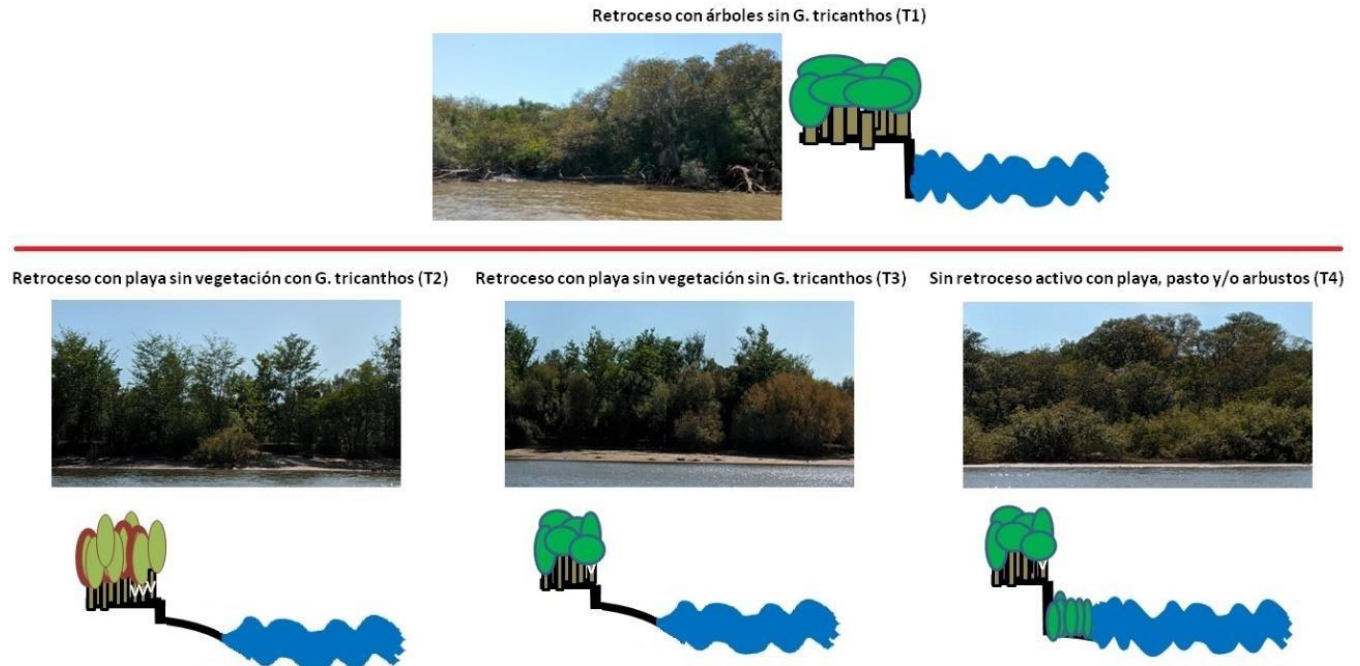 Retroceso con árboles sin G. tricanthos (T1)
Retroceso con playa sin vegetación con G. tricanthos (T2)
Retroceso con playa sin vegetación sin G. tricanthos (T3)
Sin retroceso activo con playa, pasto y/o arbustos (T4)